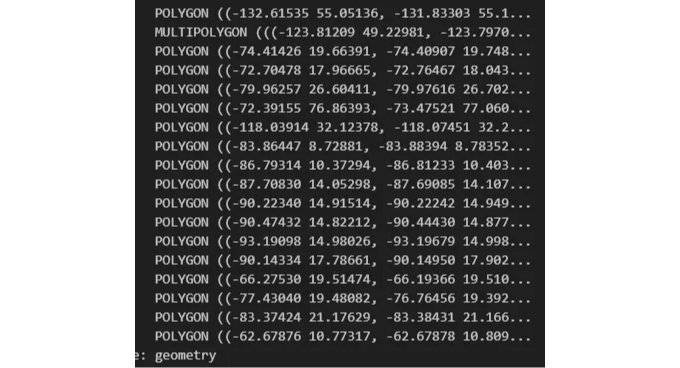 POLYGON ((-132.61535 55.05136, -131.83303 55.1...
MULTIPOLYGON (((-123.81209 49.22981, -123.7970...
POLYGON ((-74.41426 19.66391, -74.40907 19.748...
POLYGON ((-72.70478 17.96665, -72.76467 18.043...
POLYGON ((-79.96257 26.60411, -79.97616 26.702...
POLYGON ((-72.39155 76.86393, -73.47521 77.060...
POLYGON ((-118.03914 32.12378, -118.07451 32.2...
POLYGON ((-83.86447 8.72881, -83.88394 8.78352...
POLYGON ((-86.79314 10.37294, -86.81233 10.403...
POLYGON ((-87.70830 14.05298, -87.69085 14.107...
POLYGON ((-90.22340 14.91514, -90.22242 14.949...
POLYGON ((-90.47432 14.82212, -90.44430 14.877...
POLYGON ((-93.19098 14.98026, -93.19679 14.998...
POLYGON ((-90.14334 17.78661, -90.14950 17.902...
POLYGON ((-66.27530 19.51474, -66.19366 19.510...
POLYGON ((-77.43040 19.48082, -76.76456 19.392...
POLYGON ((-83.37424 21.17629, -83.38431 21.166...
POLYGON ((-62.67876 10.77317, -62.67878 10.809...
e: geometry